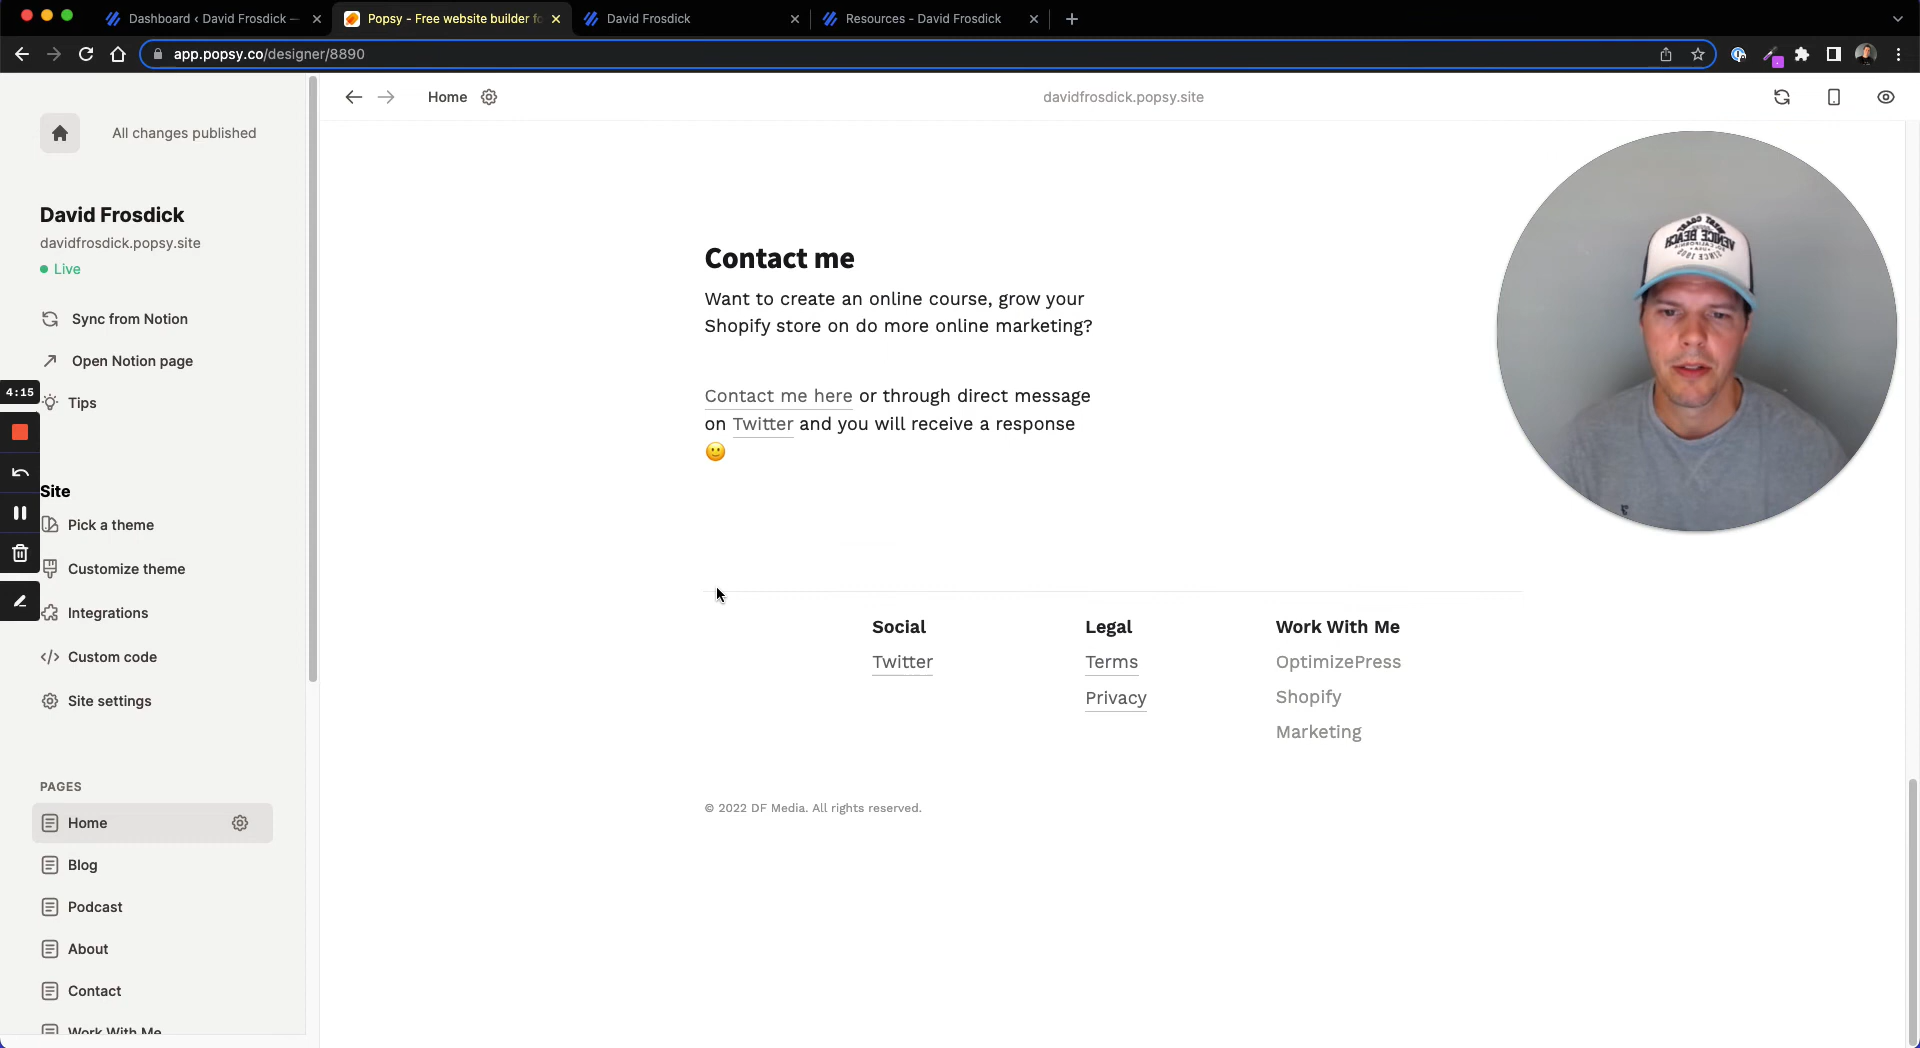 Dashboard ‹ David Frosdick —
Popsy - Free website builder fo
David Frosdick
Resources - David Frosdick
app.popsy.co/designer/8890
All changes published
Home
davidfrosdick.popsy.site
David Frosdick
davidfrosdick.popsy.site
Live
Sync from Notion
Open Notion page
4:15
Tips
Site
Pick a theme
Customize theme
Integrations
Custom code
Site settings
PAGES
Home
Blog
Podcast
About
Contact
Work With Me
Contact me
Want to create an online course, grow your
Shopify store on do more online marketing?
Contact me here or through direct message
on Twitter and you will receive a response
🙂
Social
Twitter
Legal
Terms
Privacy
Work With Me
OptimizePress
Shopify
Marketing
© 2022 DF Media. All rights reserved.
VENICE BEACH